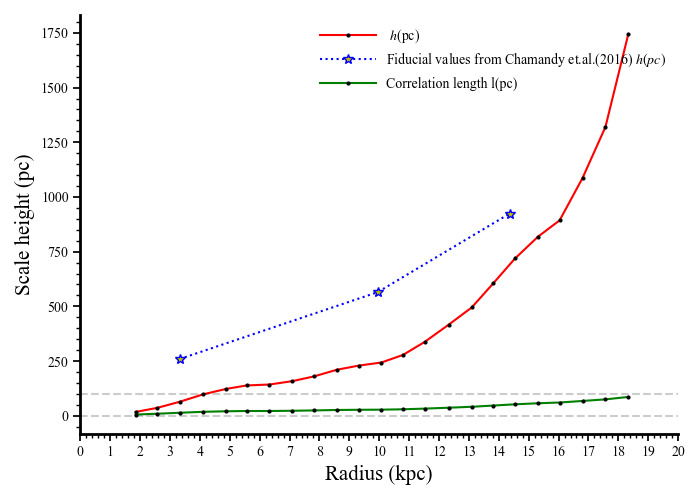 h(pc)
Fiducial values from Chamandy et.al.(2016) h(pc)
Correlation length l(pc)
Scale height (pc)
1750
1500
1250
1000
750
500
250
0
0 1 2 3 4 5 6 7 8 9 10 11 12 13 14 15 16 17 18 19 20
Radius (kpc)